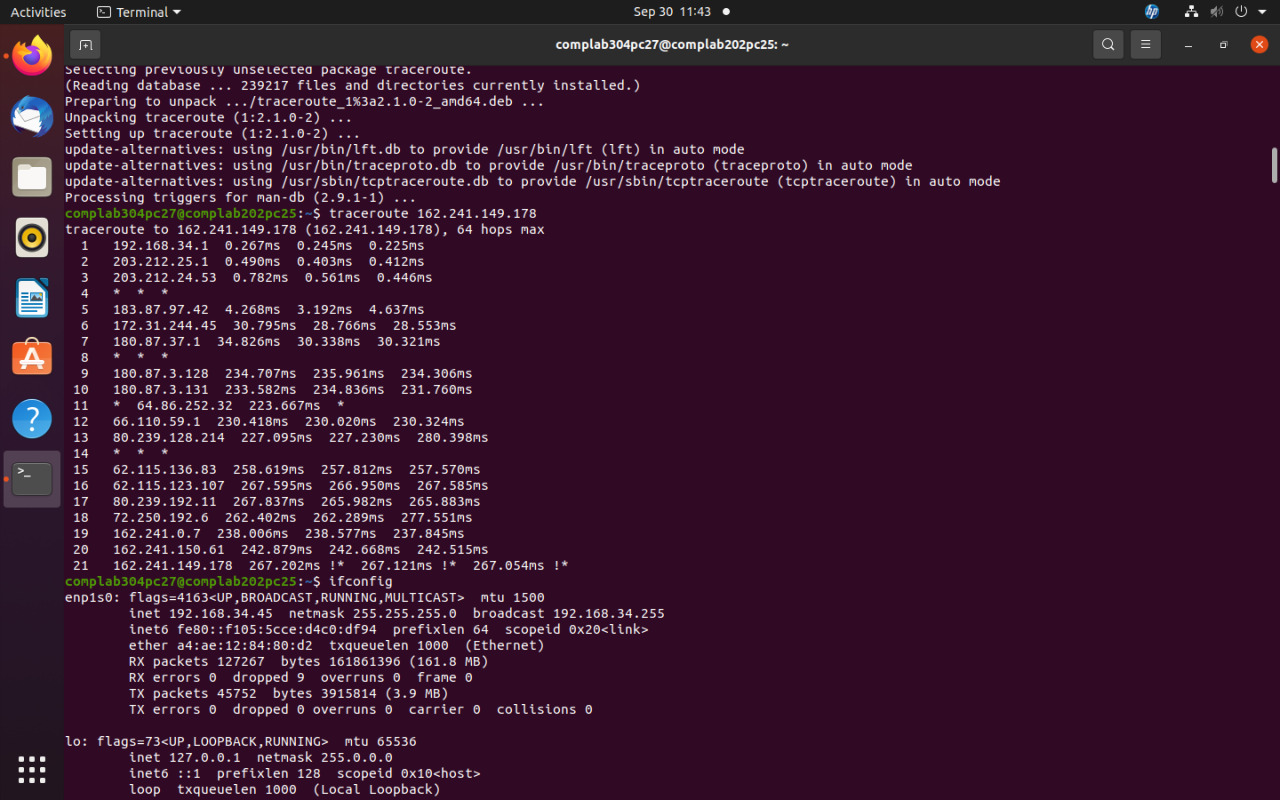 Activities
Terminal
Sep 30 11:43
hp
complab304pc27@complab202pc25: ~
Selecting previously unselected package traceroute.
(Reading database ... 239217 files and directories currently installed.)
Preparing to unpack .../traceroute_1%3a2.1.0-2_amd64.deb ...
Unpacking traceroute (1:2.1.0-2) ...
Setting up traceroute (1:2.1.0-2) ...
update-alternatives: using /usr/bin/lft.db to provide /usr/bin/lft (lft) in auto mode
update-alternatives: using /usr/bin/traceproto.db to provide /usr/bin/traceproto (traceproto) in auto mode
update-alternatives: using /usr/sbin/tcptraceroute.db to provide /usr/sbin/tcptraceroute (tcptraceroute) in auto mode
Processing triggers for man-db (2.9.1-1) ...
complab304pc27@complab202pc25:~$ traceroute 162.241.149.178
traceroute to 162.241.149.178 (162.241.149.178), 64 hops max
  1   192.168.34.1  0.267ms  0.245ms  0.225ms
  2   203.212.25.1  0.490ms  0.403ms  0.412ms
  3   203.212.24.53  0.782ms  0.561ms  0.446ms
  4   *  *  *
  5   183.87.97.42  4.268ms  3.192ms  4.637ms
  6   172.31.244.45  30.795ms  28.766ms  28.553ms
  7   180.87.37.1  34.826ms  30.338ms  30.321ms
  8   *  *  *
  9   180.87.3.128  234.707ms  235.961ms  234.306ms
 10   180.87.3.131  233.582ms  234.836ms  231.760ms
 11   *  64.86.252.32  223.667ms  *
 12   66.110.59.1  230.418ms  230.020ms  230.324ms
 13   80.239.128.214  227.095ms  227.230ms  280.398ms
 14   *  *  *
 15   62.115.136.83  258.619ms  257.812ms  257.570ms
 16   62.115.123.107  267.595ms  266.950ms  267.585ms
 17   80.239.192.11  267.837ms  265.982ms  265.883ms
 18   72.250.192.6  262.402ms  262.289ms  277.551ms
 19   162.241.0.7  238.006ms  238.577ms  237.845ms
 20   162.241.150.61  242.879ms  242.668ms  242.515ms
 21   162.241.149.178  267.202ms !*  267.121ms !*  267.054ms !*
complab304pc27@complab202pc25:~$ ifconfig
enp1s0: flags=4163<UP,BROADCAST,RUNNING,MULTICAST>  mtu 1500
        inet 192.168.34.45  netmask 255.255.255.0  broadcast 192.168.34.255
        inet6 fe80::f105:5cce:d4c0:df94  prefixlen 64  scopeid 0x20<link>
        ether a4:ae:12:84:80:d2  txqueuelen 1000  (Ethernet)
        RX packets 127267  bytes 161861396 (161.8 MB)
        RX errors 0  dropped 9  overruns 0  frame 0
        TX packets 45752  bytes 3915814 (3.9 MB)
        TX errors 0  dropped 0 overruns 0  carrier 0  collisions 0
lo: flags=73<UP,LOOPBACK,RUNNING>  mtu 65536
        inet 127.0.0.1  netmask 255.0.0.0
        inet6 ::1  prefixlen 128  scopeid 0x10<host>
        loop  txqueuelen 1000  (Local Loopback)